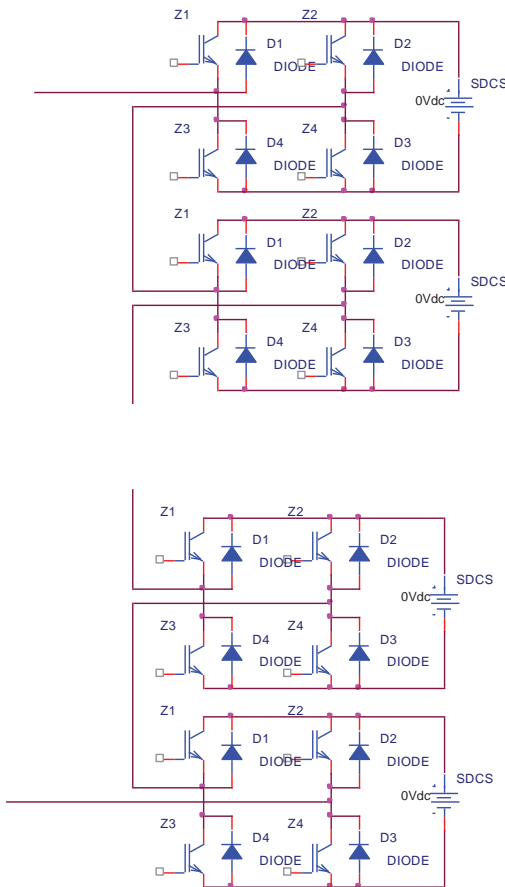 Z1 Z2
D1 D2
DIODE DIODE
SDCS
0Vdc
Z3 Z4
D4 D3
DIODE DIODE
Z1 Z2
D1 D2
DIODE DIODE
SDCS
0Vdc
Z3 Z4
D4 D3
DIODE DIODE
Z1 Z2
D1 D2
DIODE DIODE
SDCS
0Vdc
Z3 Z4
D4 D3
DIODE DIODE
Z1 Z2
D1 D2
DIODE DIODE
SDCS
0Vdc
Z3 Z4
D4 D3
DIODE DIODE